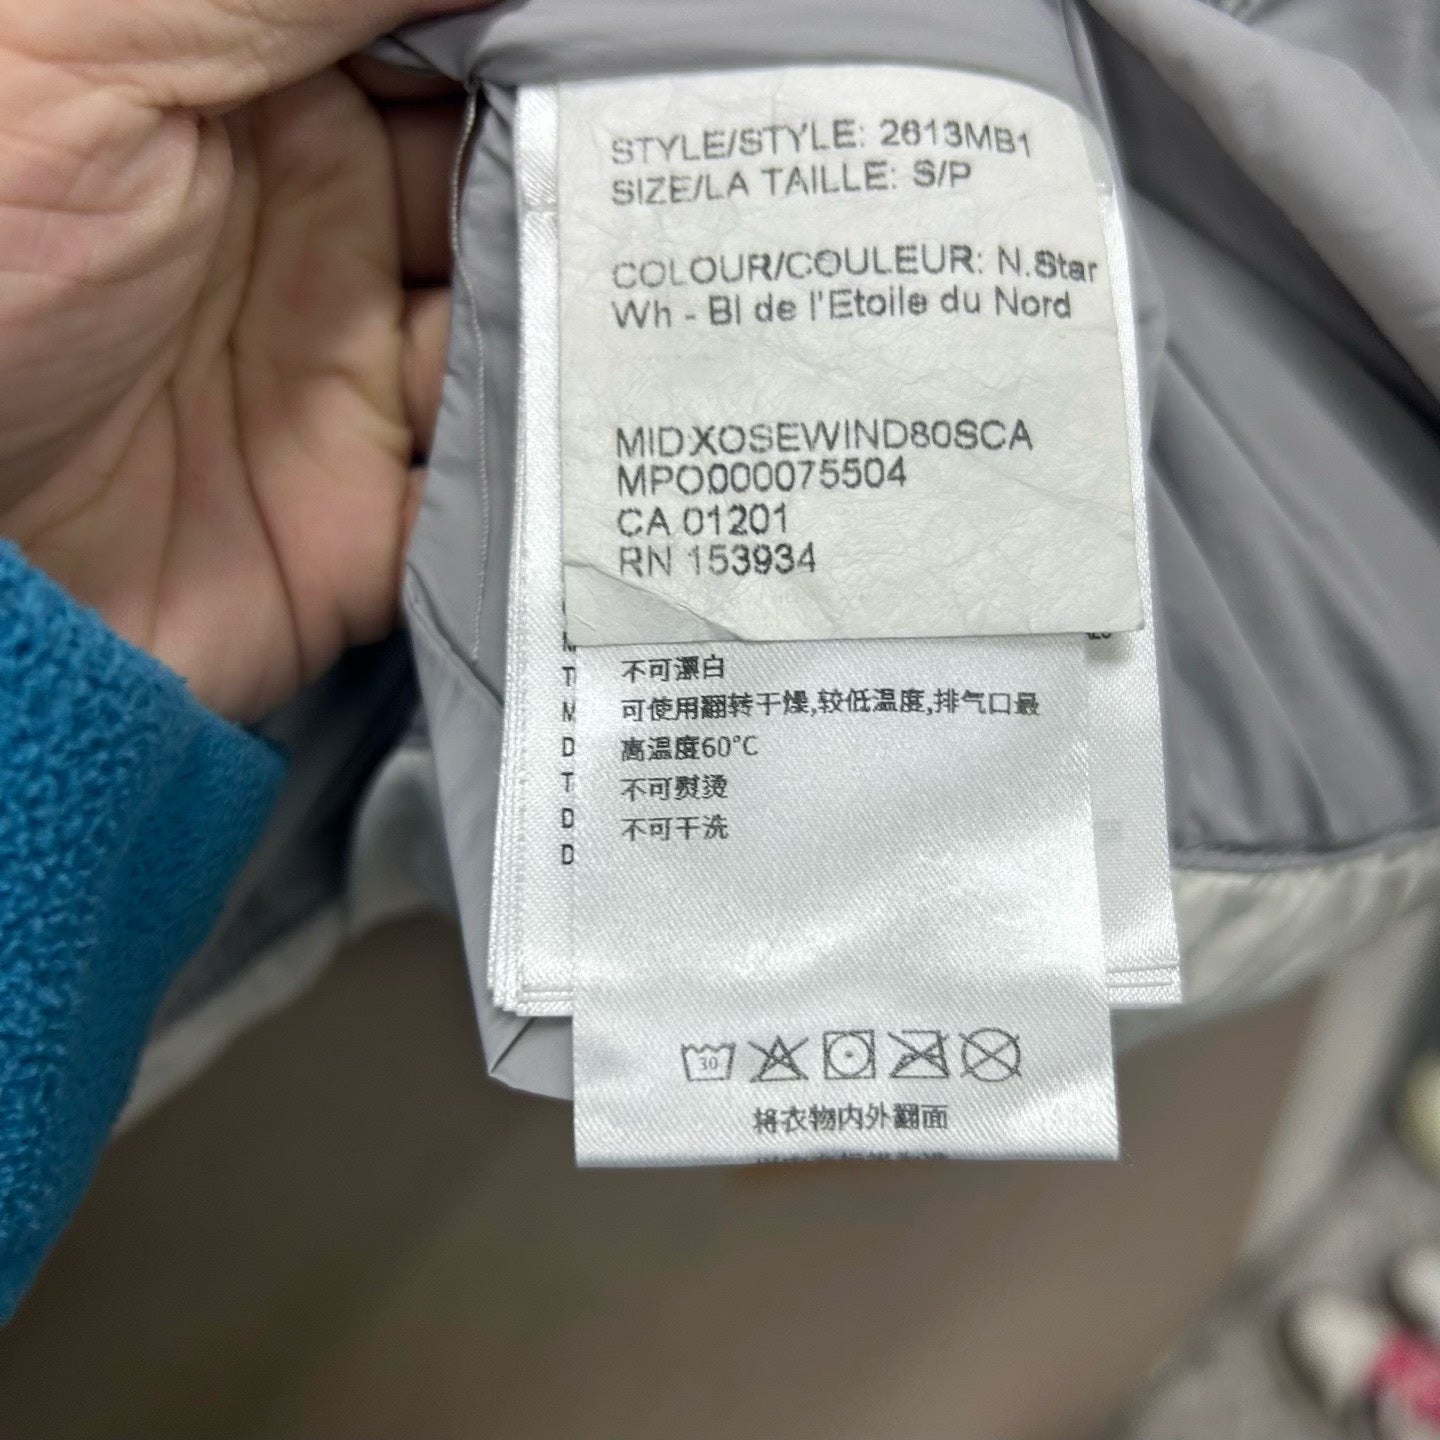 STYLE/STYLE: 2613MB1
SIZE/LA TAILLE: S/P
COLOUR/COULEUR: N.Star
Wh - Bl de l'Etoile du Nord
MID:XOSEWIND80SCA
MPO000075504
CA 01201
RN 153934
T
M
D
T
D
D
不可漂白
可使用翻转干燥,较低温度,排气口最
高温度60°C
不可熨烫
不可干洗
30
将衣物内外翻面